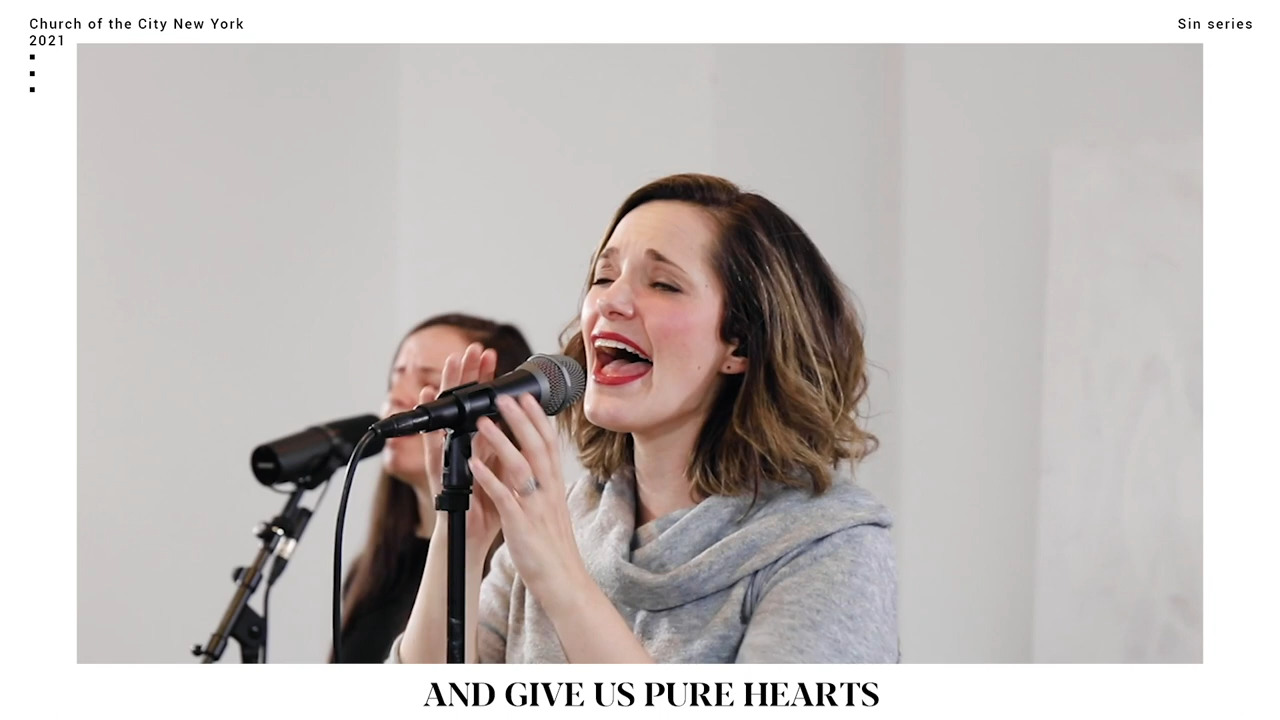 Church of the City New York
2021
Sin series
AND GIVE US PURE HEARTS